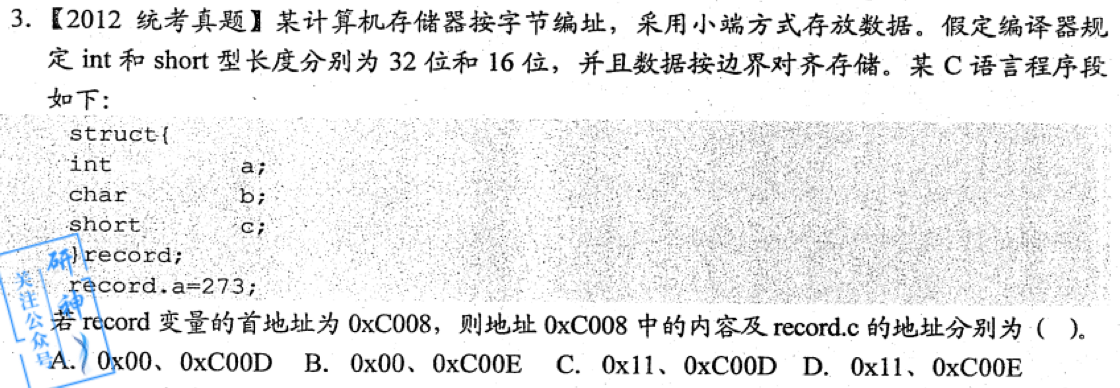 3.【2012 统考真题】某计算机存储器按字节编址，采用小端方式存放数据。假定编译器规
定 int 和 short 型长度分别为 32 位和 16 位，并且数据按边界对齐存储。某 C 语言程序段
如下：
struct{
int a;
char b;
short c;
}record;
record.a=273;
若 record 变量的首地址为 0xC008，则地址 0xC008 中的内容及 record.c 的地址分别为（ ）。
A. 0x00、0xC00D B. 0x00、0xC00E C. 0x11、0xC00D D. 0x11、0xC00E
关注公众号
研神